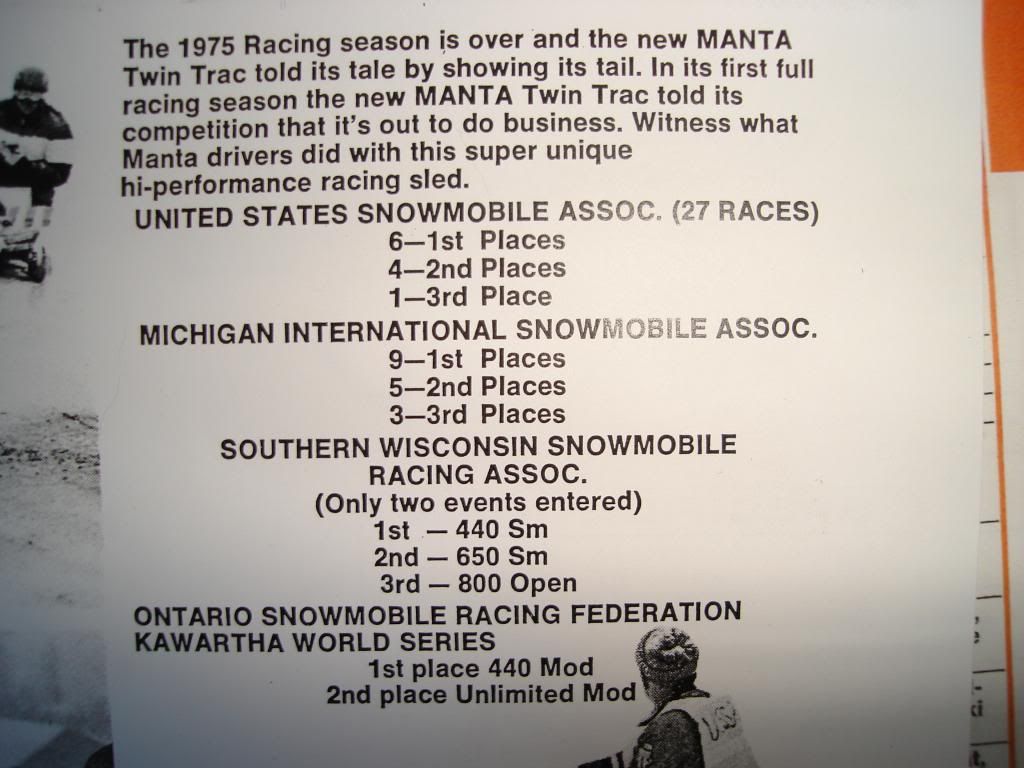 The 1975 Racing season is over and the new MANTA
Twin Trac told its tale by showing its tail. In its first full
racing season the new MANTA Twin Trac told its
competition that it's out to do business. Witness what
Manta drivers did with this super unique
hi-performance racing sled.
UNITED STATES SNOWMOBILE ASSOC. (27 RACES)
6—1st Places
4—2nd Places
1—3rd Place
MICHIGAN INTERNATIONAL SNOWMOBILE ASSOC.
9—1st Places
5—2nd Places
3—3rd Places
SOUTHERN WISCONSIN SNOWMOBILE
RACING ASSOC.
(Only two events entered)
1st — 440 Sm
2nd — 650 Sm
3rd — 800 Open
ONTARIO SNOWMOBILE RACING FEDERATION
KAWARTHA WORLD SERIES
1st place 440 Mod
2nd place Unlimited Mod